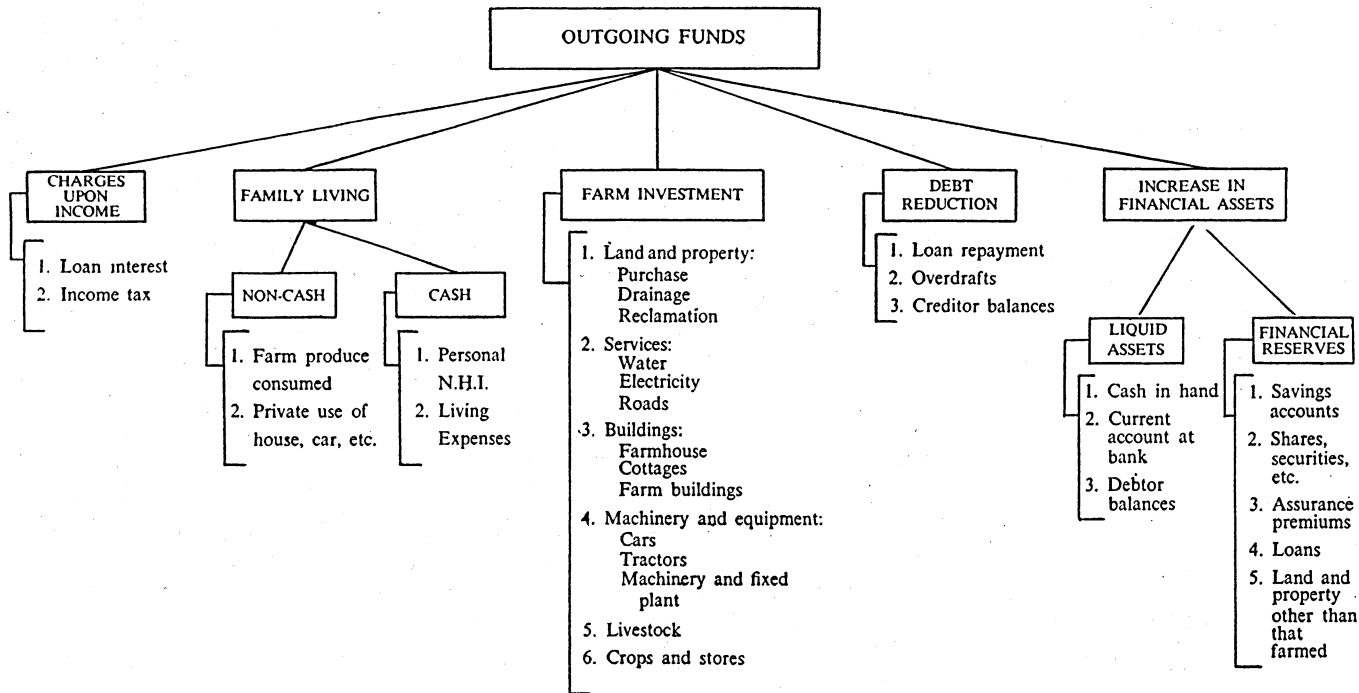 OUTGOING FUNDS
CHARGES
UPON
INCOME
1. Loan interest
2. Income tax
FAMILY LIVING
NON-CASH
1. Farm produce
consumed
2. Private use of
house, car, etc.
CASH
1. Personal
N.H.I.
2. Living
Expenses
FARM INVESTMENT
1. Land and property:
Purchase
Drainage
Reclamation
2. Services:
Water
Electricity
Roads
3. Buildings:
Farmhouse
Cottages
Farm buildings
4. Machinery and equipment:
Cars
Tractors
Machinery and fixed
plant
5. Livestock
6. Crops and stores
DEBT
REDUCTION
1. Loan repayment
2. Overdrafts
3. Creditor balances
INCREASE IN
FINANCIAL ASSETS
LIQUID
ASSETS
1. Cash in hand
2. Current
account at
bank
3. Debtor
balances
FINANCIAL
RESERVES
1. Savings
accounts
2. Shares,
securities,
etc.
3. Assurance
premiums
4. Loans
5. Land and
property
other than
that
farmed